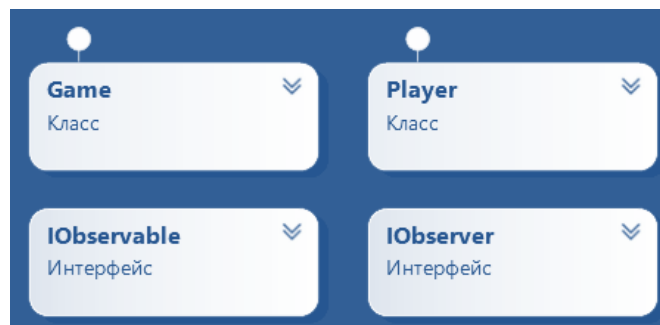 Game
Класс
Player
Класс
IObservable
Интерфейс
IObserver
Интерфейс